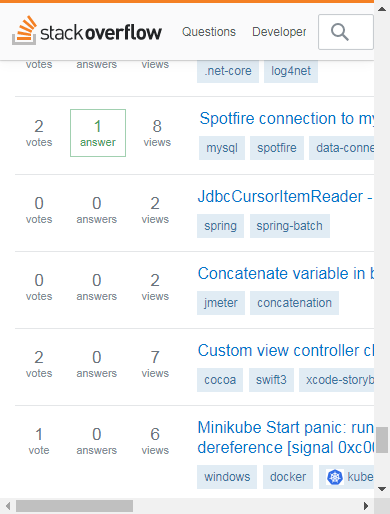 stackoverflow Questions Developer
votes answers views
.net-core log4net
2 1 8
votes answer views
Spotfire connection to my
mysql spotfire data-conne
0 0 2
votes answers views
JdbcCursorItemReader -
spring spring-batch
0 0 2
votes answers views
Concatenate variable in b
jmeter concatenation
2 0 7
votes answers views
Custom view controller cl
cocoa swift3 xcode-storyb
1 0 6
vote answers views
Minikube Start panic: run
dereference [signal 0xc00
windows docker kube